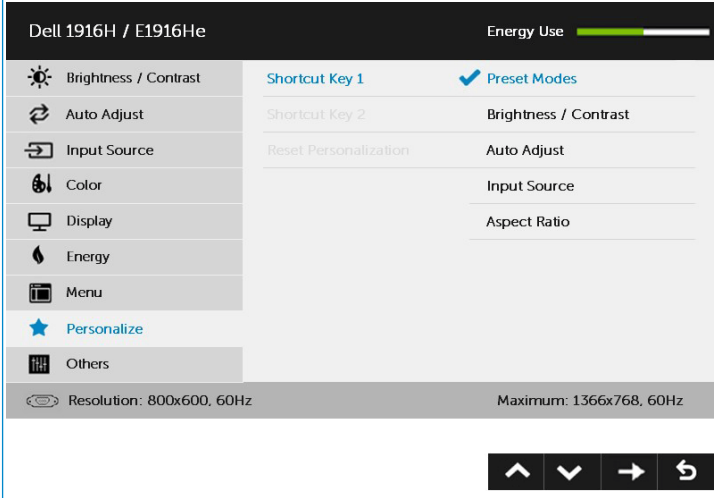 Dell 1916H / E1916He
Energy Use
Brightness / Contrast
Shortcut Key 1
Preset Modes
Auto Adjust
Shortcut Key 2
Brightness / Contrast
Input Source
Reset Personalization
Auto Adjust
Color
Input Source
Display
Aspect Ratio
Energy
Menu
Personalize
Others
Resolution: 800x600, 60Hz
Maximum: 1366x768, 60Hz